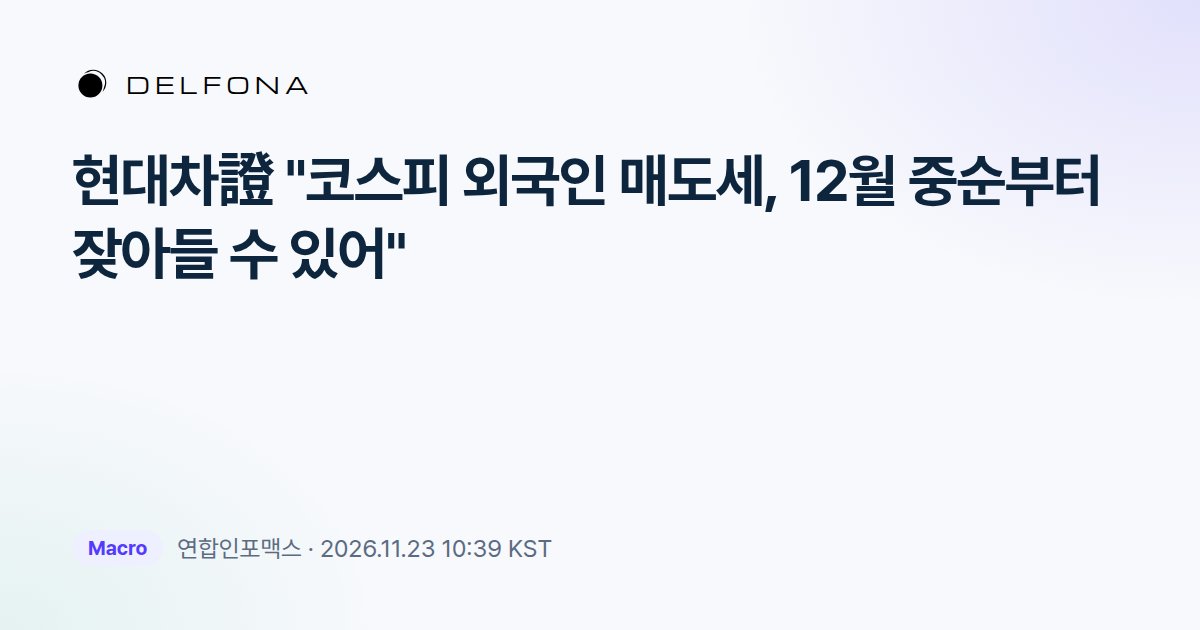 DELFONA
현대차證 "코스피 외국인 매도세, 12월 중순부터
잦아들 수 있어"
Macro 연합인포맥스 · 2026.11.23 10:39 KST